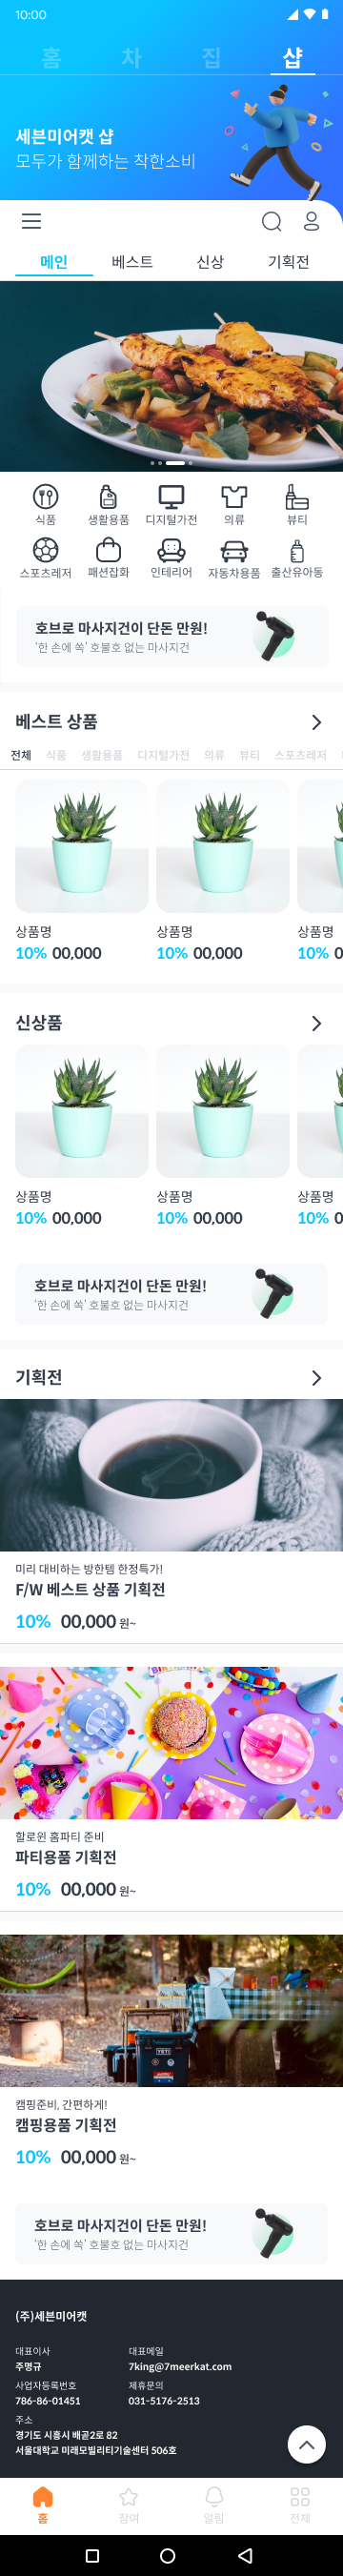 10:00
홈 차 집 샵
세븐미어캣 샵
모두가 함께하는 착한소비
메인 베스트 신상 기획전
식품 생활용품 디지털가전 의류 뷰티
스포츠레저 패션잡화 인테리어 자동차용품 출산유아동
호브로 마사지건이 단돈 만원!
'한 손에 쏙' 호불호 없는 마사지건
베스트 상품
전체 식품 생활용품 디지털가전 의류 뷰티 스포츠레저
상품명 상품명 상품명
10% 00,000 10% 00,000 10% 0
신상품
상품명 상품명 상품명
10% 00,000 10% 00,000 10% 0
호브로 마사지건이 단돈 만원!
'한 손에 쏙' 호불호 없는 마사지건
기획전
미리 대비하는 방한템 한정특가!
F/W 베스트 상품 기획전
10% 00,000 원~
할로윈 홈파티 준비
파티용품 기획전
10% 00,000 원~
YETI
캠핑준비, 간편하게!
캠핑용품 기획전
10% 00,000 원~
호브로 마사지건이 단돈 만원!
'한 손에 쏙' 호불호 없는 마사지건
(주)세븐미어캣
대표이사 대표메일
주명규 7king@7meerkat.com
사업자등록번호 제휴문의
786-86-01451 031-5176-2513
주소
경기도 시흥시 배곧2로 82
서울대학교 미래모빌리티기술센터 506호
홈 참여 알림 전체